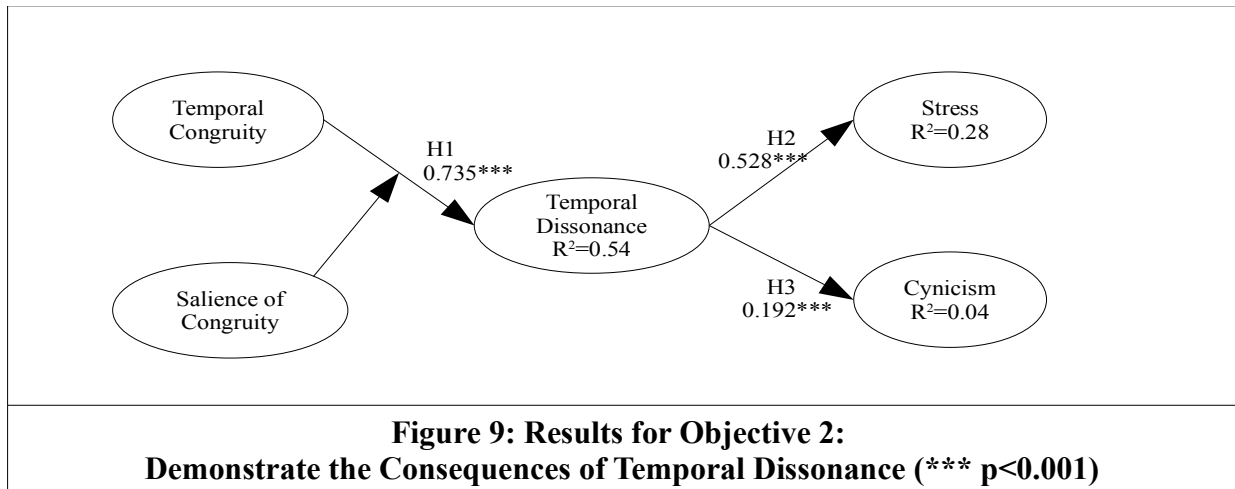 Temporal
Congruity
H1
0.735***
Salience of
Congruity
Temporal
Dissonance
R²=0.54
H2
0.528***
Stress
R²=0.28
H3
0.192***
Cynicism
R²=0.04
Figure 9: Results for Objective 2:
Demonstrate the Consequences of Temporal Dissonance (*** p<0.001)